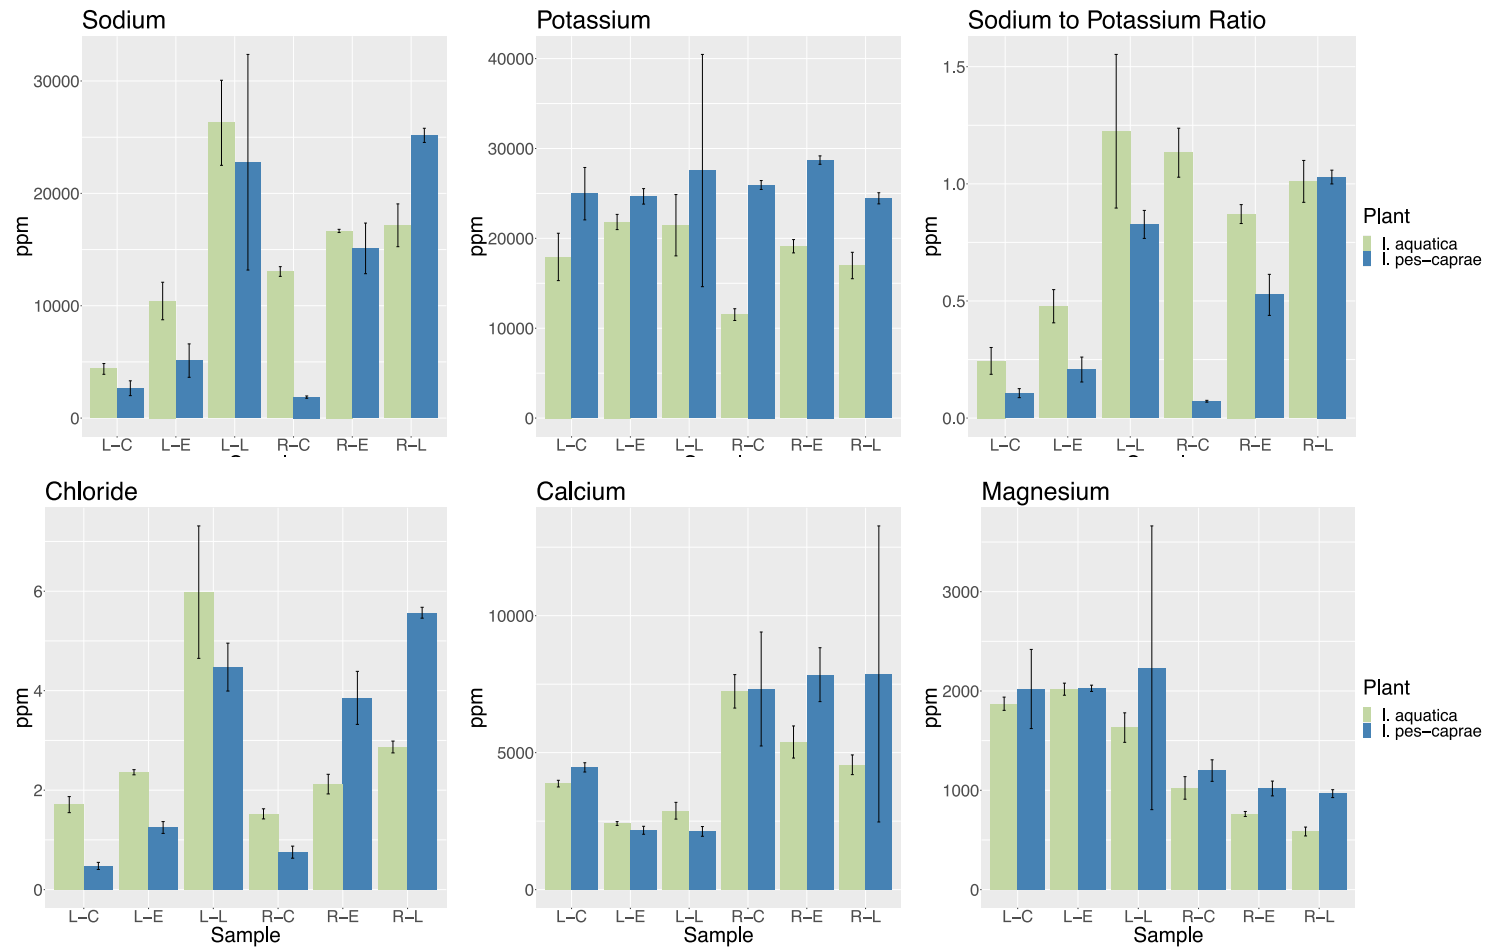 Sodium
ppm
30000
20000
10000
0
L−C L−E L−L R−C R−E R−L
Potassium
40000
30000
20000
10000
0
ppm
L−C L−E L−L R−C R−E R−L
Sodium to Potassium Ratio
1.5
1.0
0.5
0.0
ppm
L−C L−E L−L R−C R−E R−L
Plant
I. aquatica
I. pes−caprae
Chloride
6
4
2
0
ppm
L−C L−E L−L R−C R−E R−L
Sample
Calcium
10000
5000
0
ppm
L−C L−E L−L R−C R−E R−L
Sample
Magnesium
3000
2000
1000
0
ppm
L−C L−E L−L R−C R−E R−L
Sample
Plant
I. aquatica
I. pes−caprae